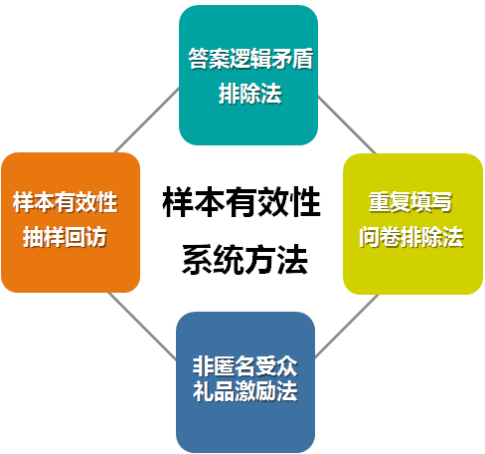 答案逻辑矛盾
排除法
样本有效性
抽样回访
样本有效性
系统方法
重复填写
问卷排除法
非匿名受众
礼品激励法